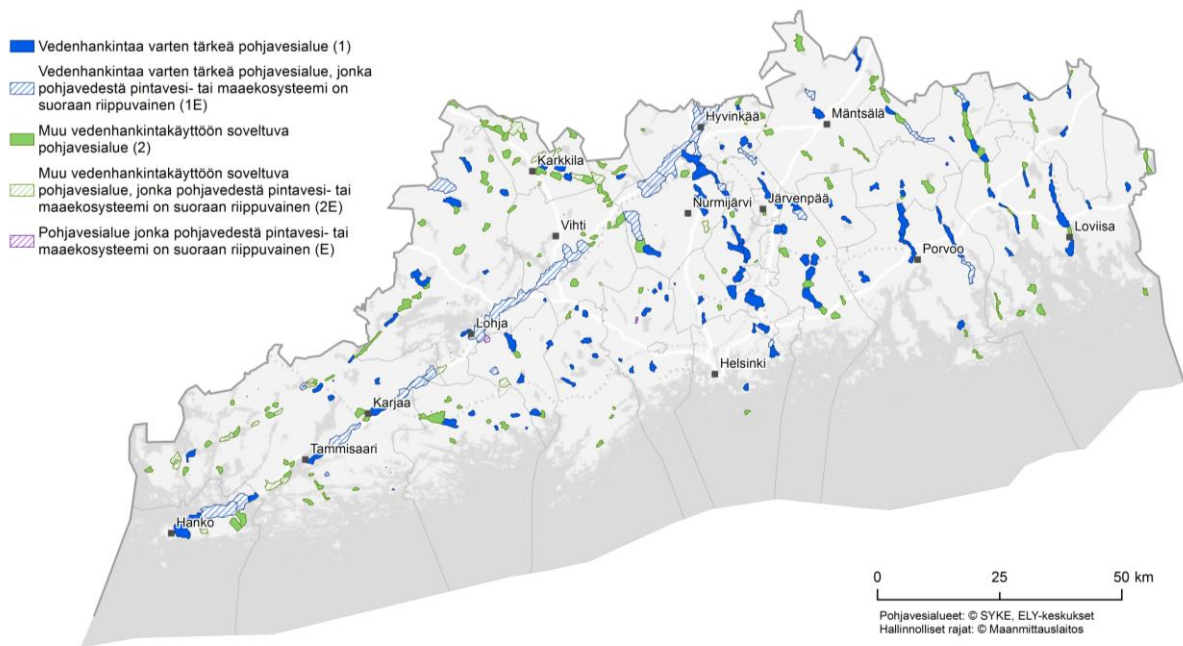 Vedenhankintaa varten tärkeä pohjavesialue (1)
Vedenhankintaa varten tärkeä pohjavesialue, jonka
pohjavedestä pintavesi- tai maaekosysteemi on
suoraan riippuvainen (1E)
Muu vedenhankintakäyttöön soveltuva
pohjavesialue (2)
Muu vedenhankintakäyttöön soveltuva
pohjavesialue, jonka pohjavedestä pintavesi- tai
maaekosysteemi on suoraan riippuvainen (2E)
Pohjavesialue jonka pohjavedestä pintavesi- tai
maaekosysteemi on suoraan riippuvainen (E)
Hyvinkää
Mäntsälä
Karkkila
Nurmijärvi
Järvenpää
Vihti
Loviisa
Porvoo
Lohja
Helsinki
Karjaa
Tammisaari
Hanko
0 25 50 km
Pohjavesialueet: © SYKE, ELY-keskukset
Hallinnolliset rajat: © Maanmittauslaitos